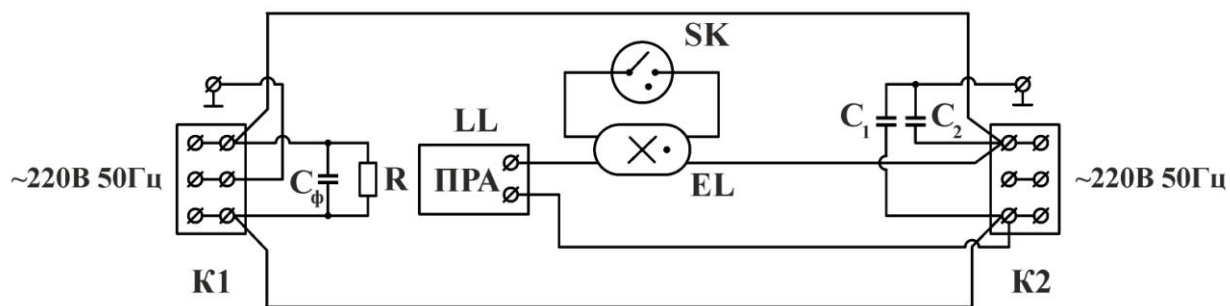 SK
LL
C₁
C₂
~220В 50Гц
Cф
R
ПРА
EL
~220В 50Гц
К1
К2